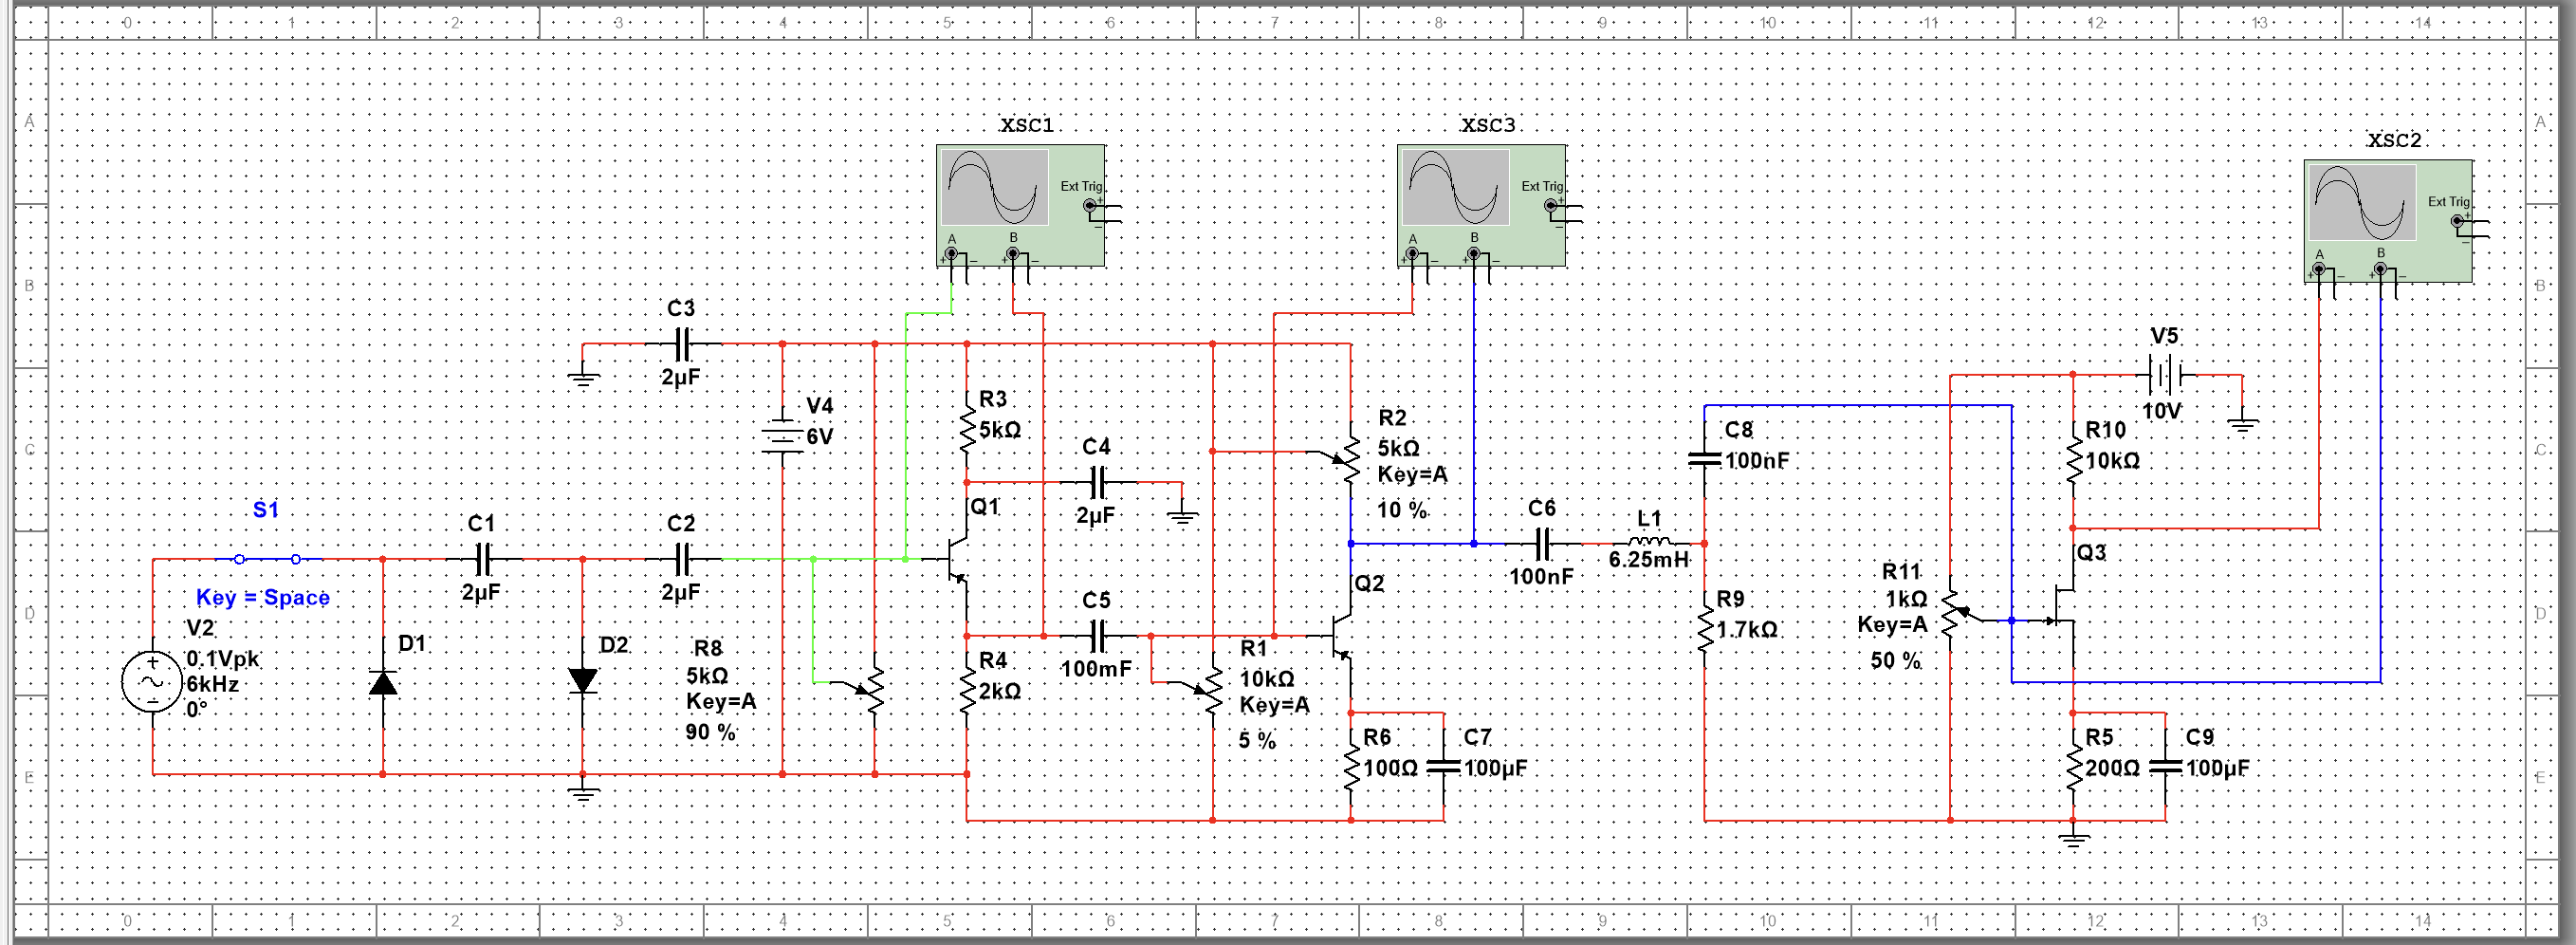 0 1 2 3 4 5 6 7 8 9 10 11 12 13 14
A A
B B
C C
D D
E E
XSC1
Ext Trig
+
−
A B
+ − + −
XSC3
Ext Trig
+
−
A B
+ − + −
XSC2
Ext Trig
+
−
A B
+ − + −
C3
2µF
V4
6V
R3
5kΩ
C4
2µF
R2
5kΩ
Key=A
10 %
C8
100nF
V5
10V
R10
10kΩ
S1
Key = Space
C1
2µF
C2
2µF
Q1
C6
100nF
L1
6.25mH
Q2
Q3
V2
0.1Vpk
6kHz
0°
D1
D2
R8
5kΩ
Key=A
90 %
R4
2kΩ
C5
100mF
R1
10kΩ
Key=A
5 %
R9
1.7kΩ
R11
1kΩ
Key=A
50 %
R6
100Ω
C7
100µF
R5
200Ω
C9
100µF
0 1 2 3 4 5 6 7 8 9 10 11 12 13 14